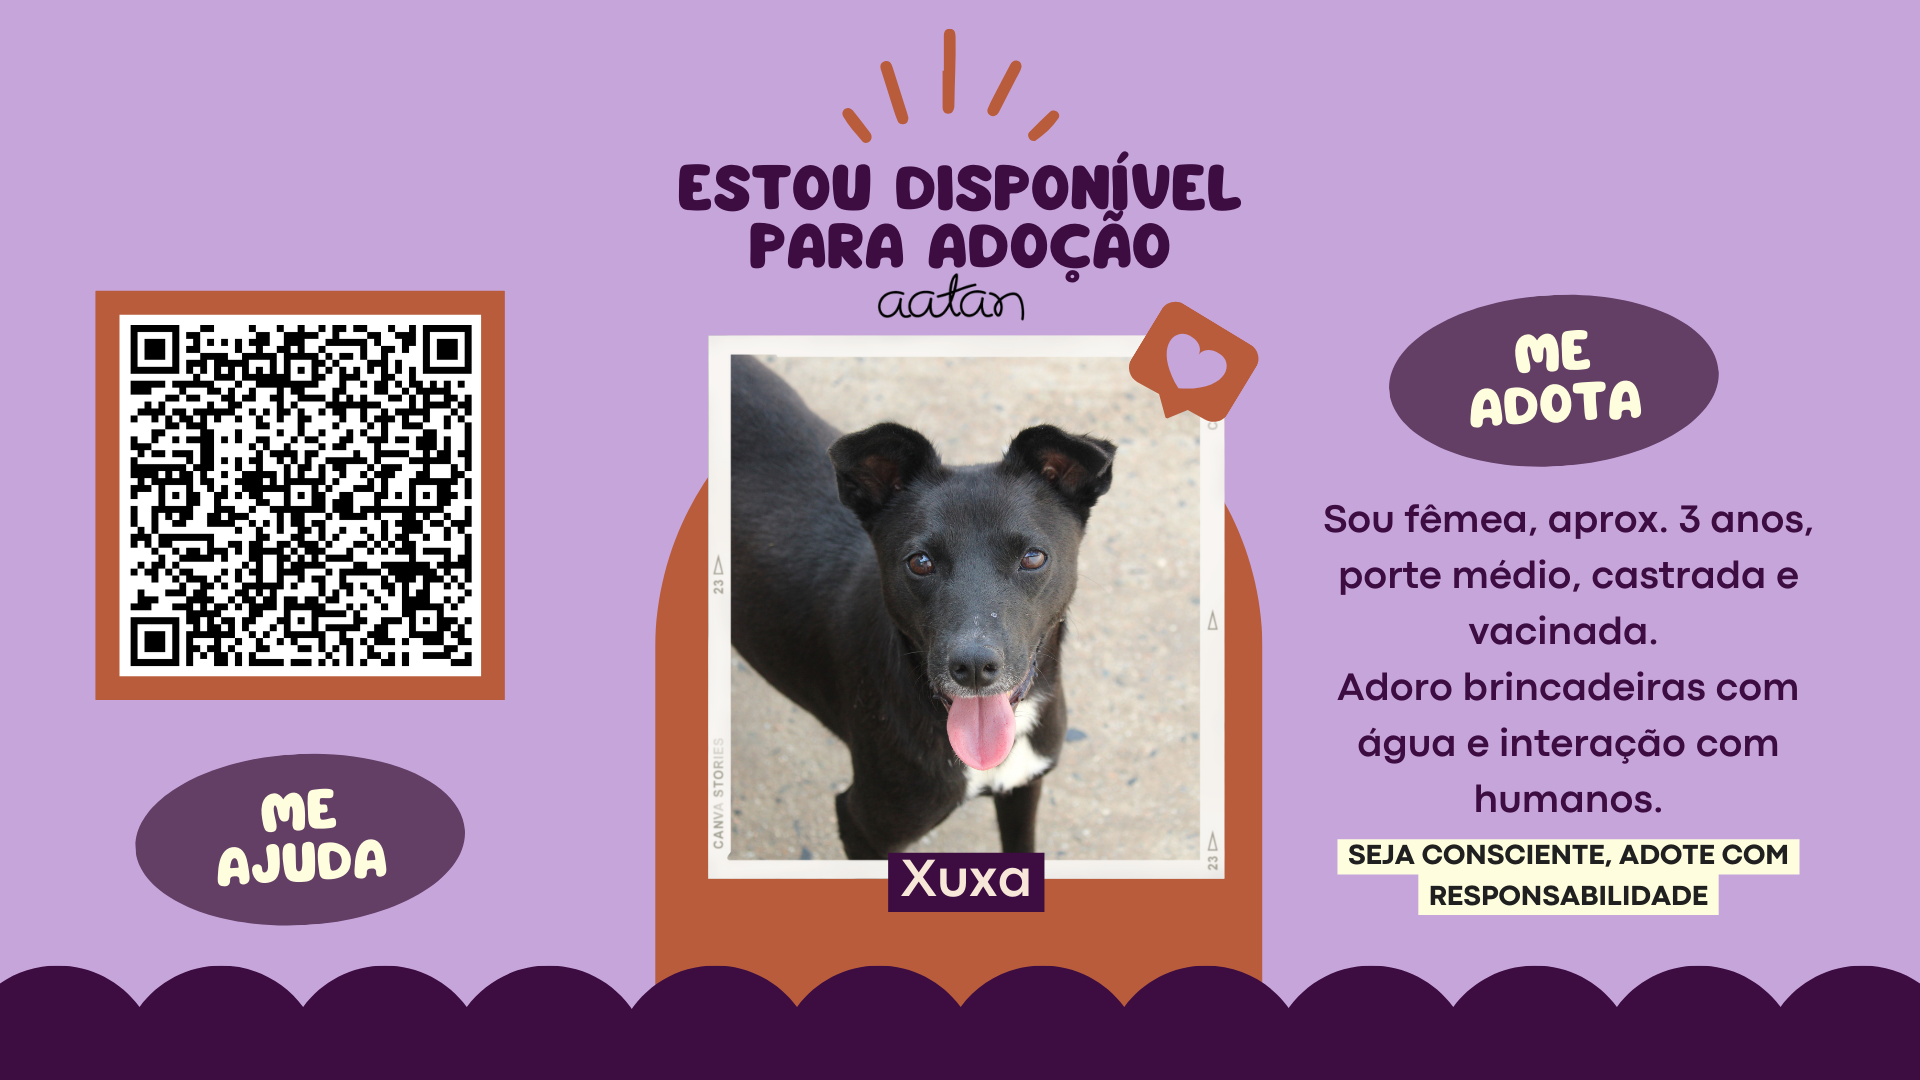 ESTOU DISPONÍVEL
PARA ADOÇÃO
aatan
ME
AJUDA
23
CANVA STORIES
23
Xuxa
ME
ADOTA
Sou fêmea, aprox. 3 anos,
porte médio, castrada e
vacinada.
Adoro brincadeiras com
água e interação com
humanos.
SEJA CONSCIENTE, ADOTE COM
RESPONSABILIDADE